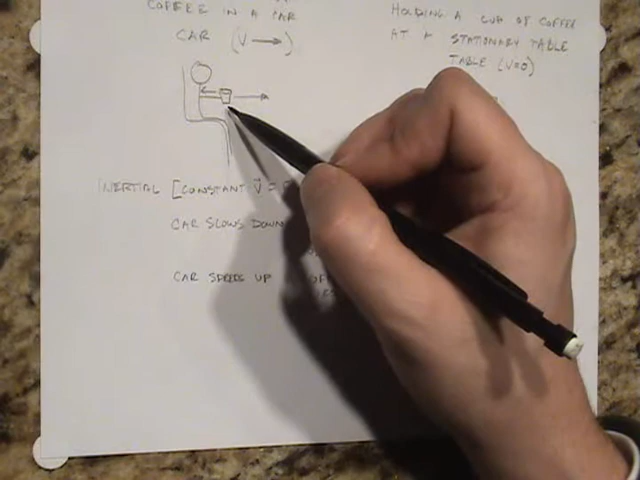 COFFEE IN A CAR
CAR (V →)
HOLDING A CUP OF COFFEE
AT A STATIONARY TABLE
TABLE (V=0)
INERTIAL [CONSTANT V⃗ =
CAR SLOWS DOWN
CAR SPEEDS UP